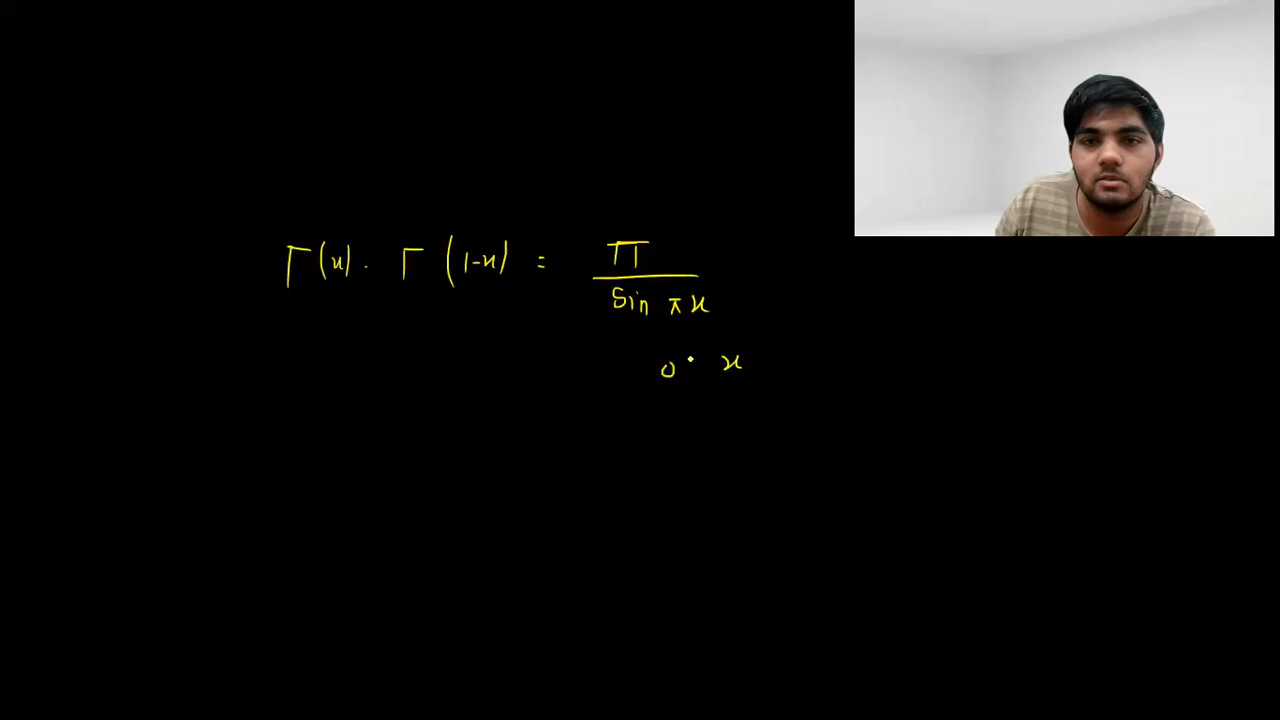 Γ(x) . Γ(1-x) = π / sin πx
0 x